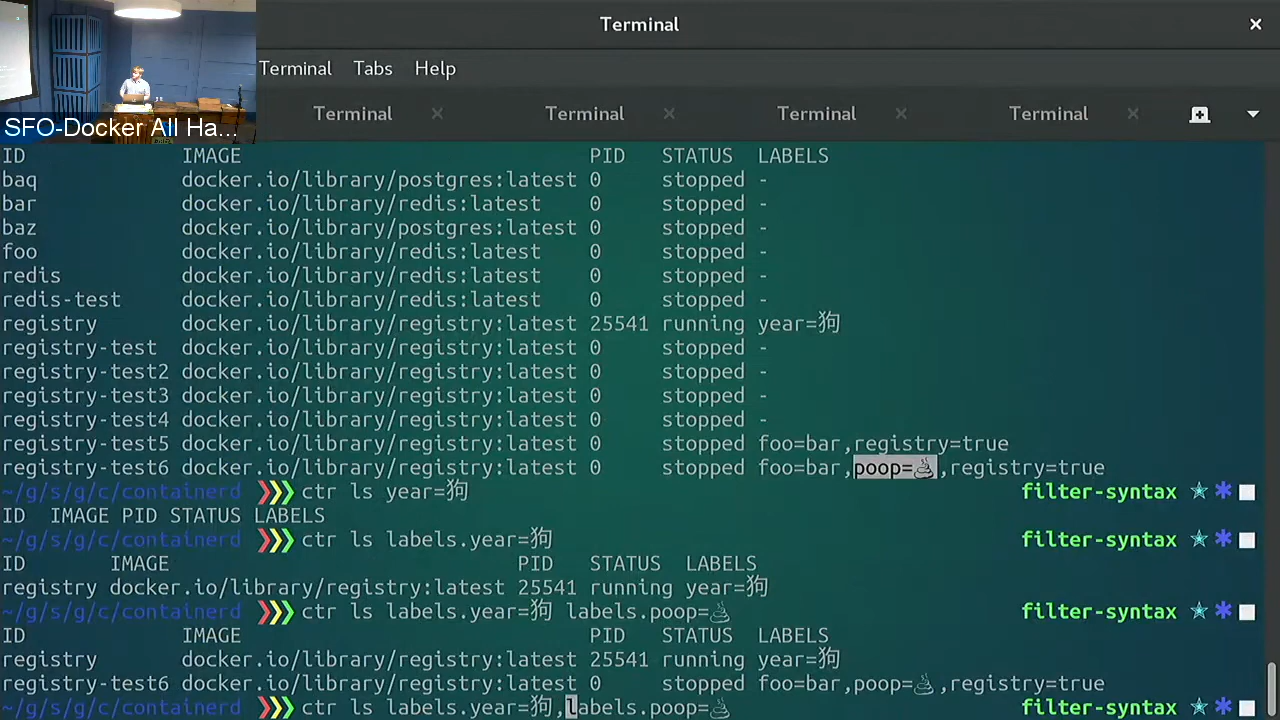 Terminal
Terminal Tabs Help
Terminal Terminal Terminal Terminal
SFO-Docker All Ha...
ID IMAGE PID STATUS LABELS
baq docker.io/library/postgres:latest 0 stopped -
bar docker.io/library/redis:latest 0 stopped -
baz docker.io/library/postgres:latest 0 stopped -
foo docker.io/library/redis:latest 0 stopped -
redis docker.io/library/redis:latest 0 stopped -
redis-test docker.io/library/redis:latest 0 stopped -
registry docker.io/library/registry:latest 25541 running year=狗
registry-test docker.io/library/registry:latest 0 stopped -
registry-test2 docker.io/library/registry:latest 0 stopped -
registry-test3 docker.io/library/registry:latest 0 stopped -
registry-test4 docker.io/library/registry:latest 0 stopped -
registry-test5 docker.io/library/registry:latest 0 stopped foo=bar,registry=true
registry-test6 docker.io/library/registry:latest 0 stopped foo=bar,poop=💩,registry=true
~/g/s/g/c/containerd ❯❯❯ ctr ls year=狗 filter-syntax ✭ ✱ ◼
ID IMAGE PID STATUS LABELS
~/g/s/g/c/containerd ❯❯❯ ctr ls labels.year=狗 filter-syntax ✭ ✱ ◼
ID IMAGE PID STATUS LABELS
registry docker.io/library/registry:latest 25541 running year=狗
~/g/s/g/c/containerd ❯❯❯ ctr ls labels.year=狗 labels.poop=💩 filter-syntax ✭ ✱ ◼
ID IMAGE PID STATUS LABELS
registry docker.io/library/registry:latest 25541 running year=狗
registry-test6 docker.io/library/registry:latest 0 stopped foo=bar,poop=💩,registry=true
~/g/s/g/c/containerd ❯❯❯ ctr ls labels.year=狗,labels.poop=💩 filter-syntax ✭ ✱ ◼